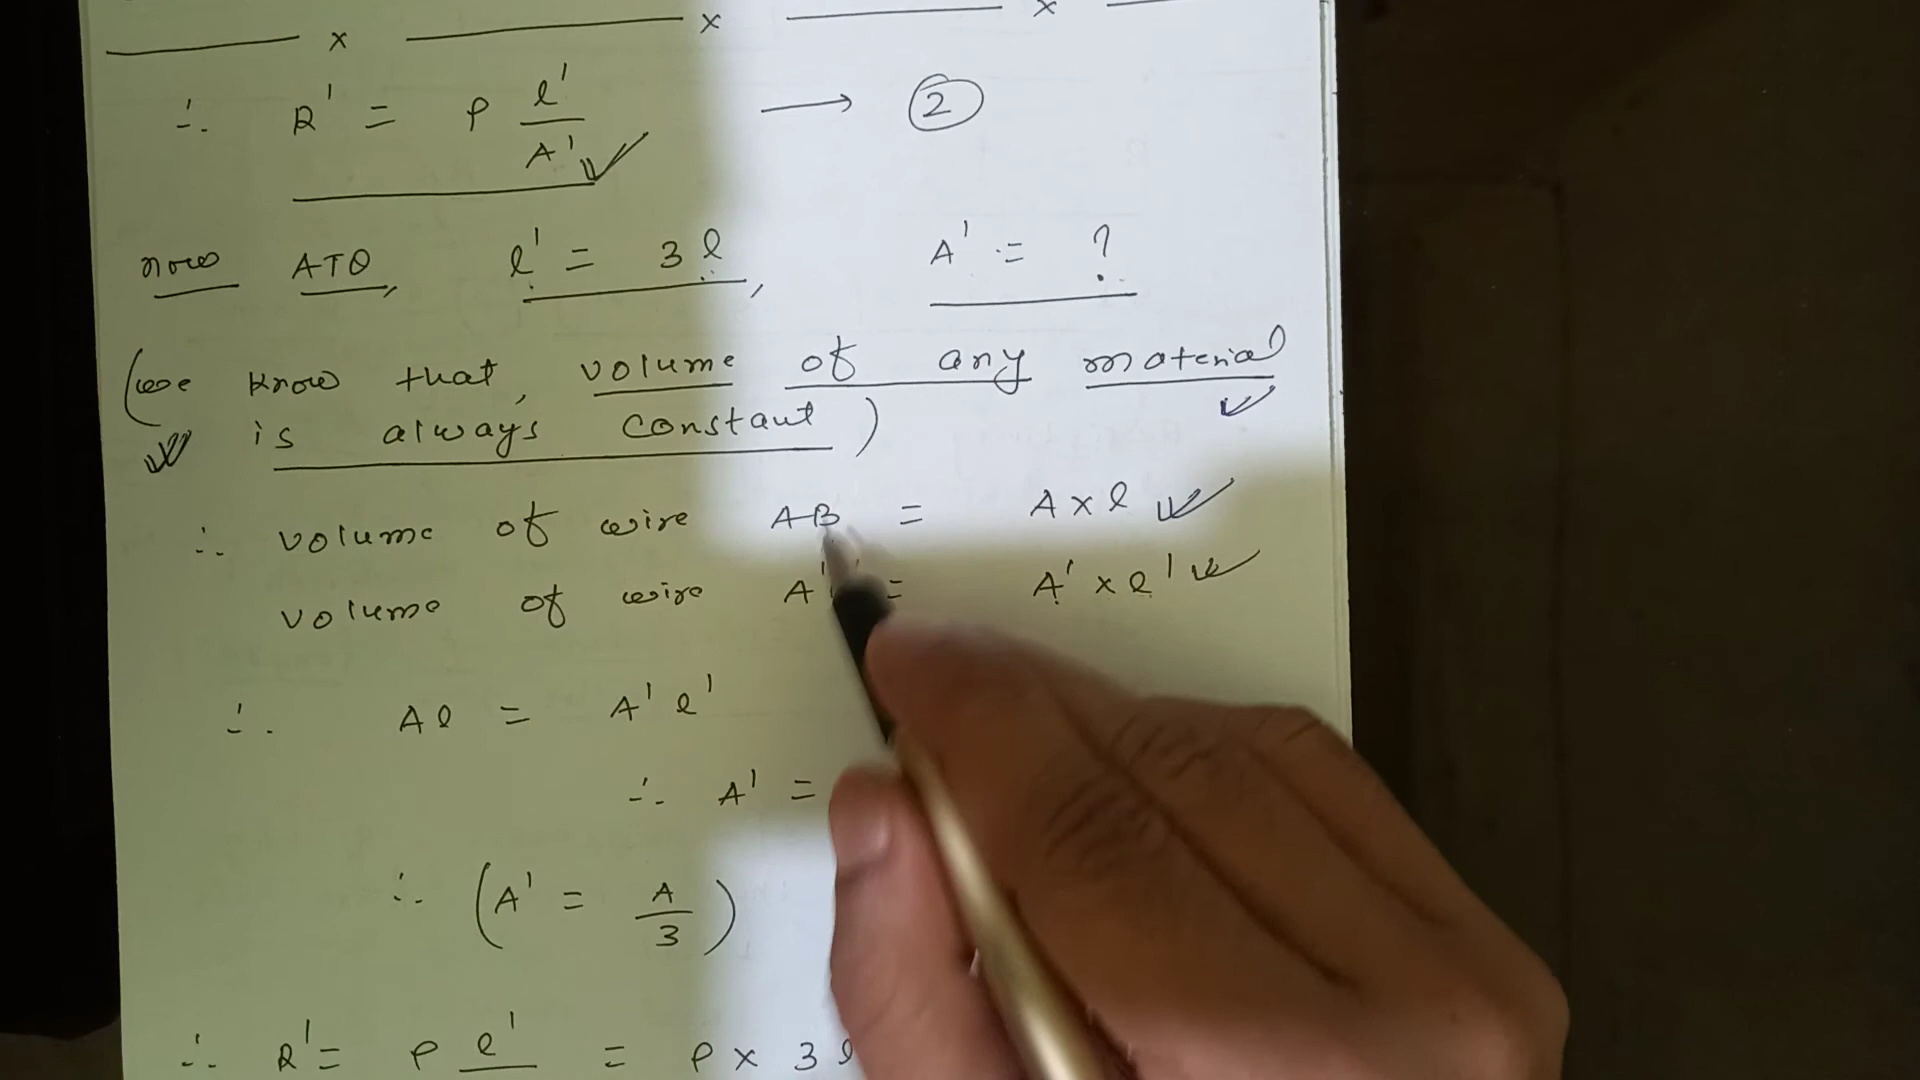 x x x
∴ R' = ρ l'/A' → 2
now ATQ, l' = 3l, A' = ?
(we know that, volume of any material
is always constant)
∴ volume of wire AB = A x l
volume of wire A' = A' x l'
∴ Al = A' l'
∴ A' =
∴ (A' = A/3)
∴ R' = ρ l' = ρ x 3l